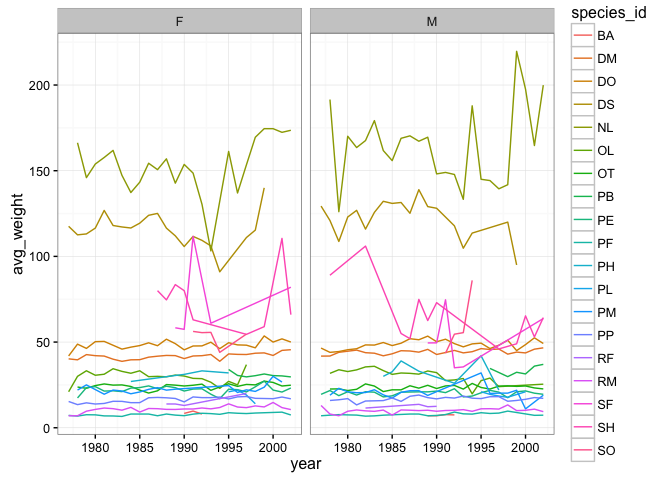 F
M
species_id
BA
DM
DO
DS
NL
OL
OT
PB
PE
PF
PH
PL
PM
PP
RF
RM
SF
SH
SO
avg_weight
200
150
100
50
0
1980 1985 1990 1995 2000
1980 1985 1990 1995 2000
year